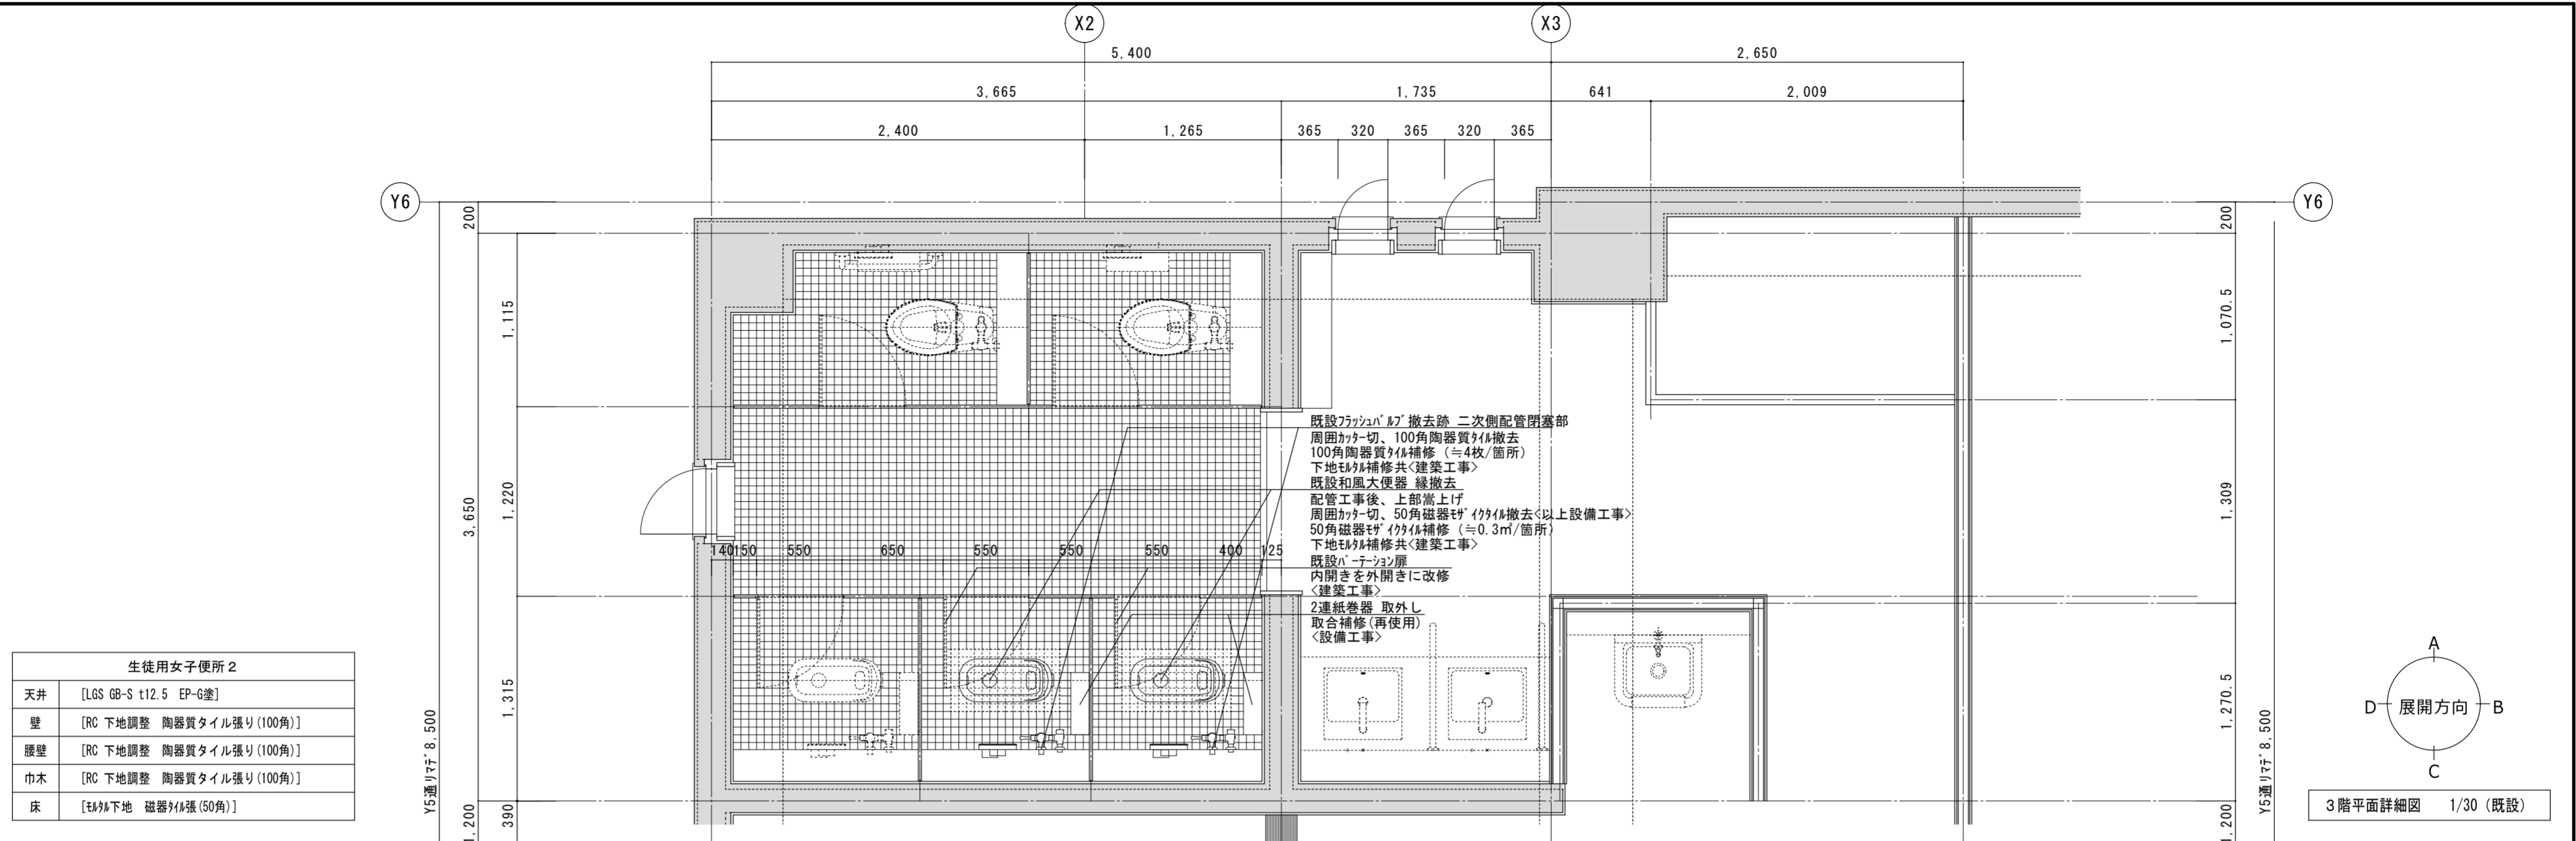 X2
X3
5,400
2,650
3,665
1,735
641
2,009
2,400
1,265
365
320
365
320
365
Y6
Y6
200
1,115
3,650
1,220
1,315
Y5通リマデ8,500
1,200
390
200
1,070.5
1,309
1,270.5
Y5通リマデ8,500
1,200
既設フラッシュバルブ撤去跡 二次側配管閉塞部
周囲カッター切、100角陶器質タイル撤去
100角陶器質タイル補修（≒4枚/箇所）
下地モルタル補修共<建築工事>
既設和風大便器 縁撤去
配管工事後、上部嵩上げ
周囲カッター切、50角磁器モザイクタイル撤去<以上設備工事>
50角磁器モザイクタイル補修（≒0.3㎡/箇所）
下地モルタル補修共<建築工事>
140
150
550
650
550
550
550
400
125
既設パーテーション扉
内開きを外開きに改修
<建築工事>
2連紙巻器 取外し
取合補修(再使用)
<設備工事>
生徒用女子便所２
天井 [LGS GB-S t12.5 EP-G塗]
壁 [RC 下地調整 陶器質タイル張り(100角)]
腰壁 [RC 下地調整 陶器質タイル張り(100角)]
巾木 [RC 下地調整 陶器質タイル張り(100角)]
床 [モルタル下地 磁器タイル張(50角)]
A
D 展開方向 B
C
３階平面詳細図 1/30（既設）